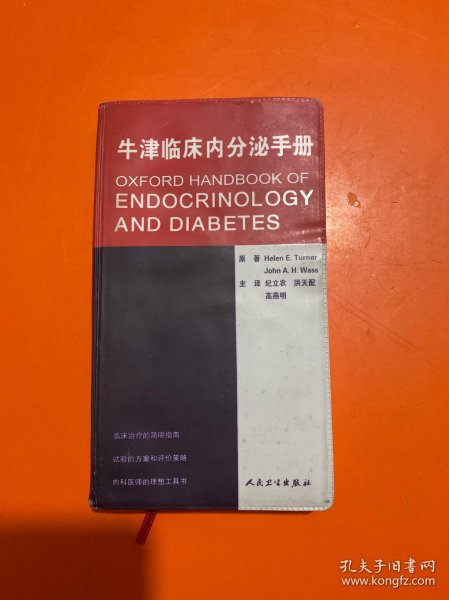 牛津临床内分泌手册
OXFORD HANDBOOK OF
ENDOCRINOLOGY
AND DIABETES
原 著 Helen E. Turner
John A. H. Wass
主 译 纪立农 洪天配
高燕明
临床治疗的简明指南
试验的方案和评价策略
内科医师的理想工具书
人民卫生出版社
孔夫子旧书网
www.kongfz.com